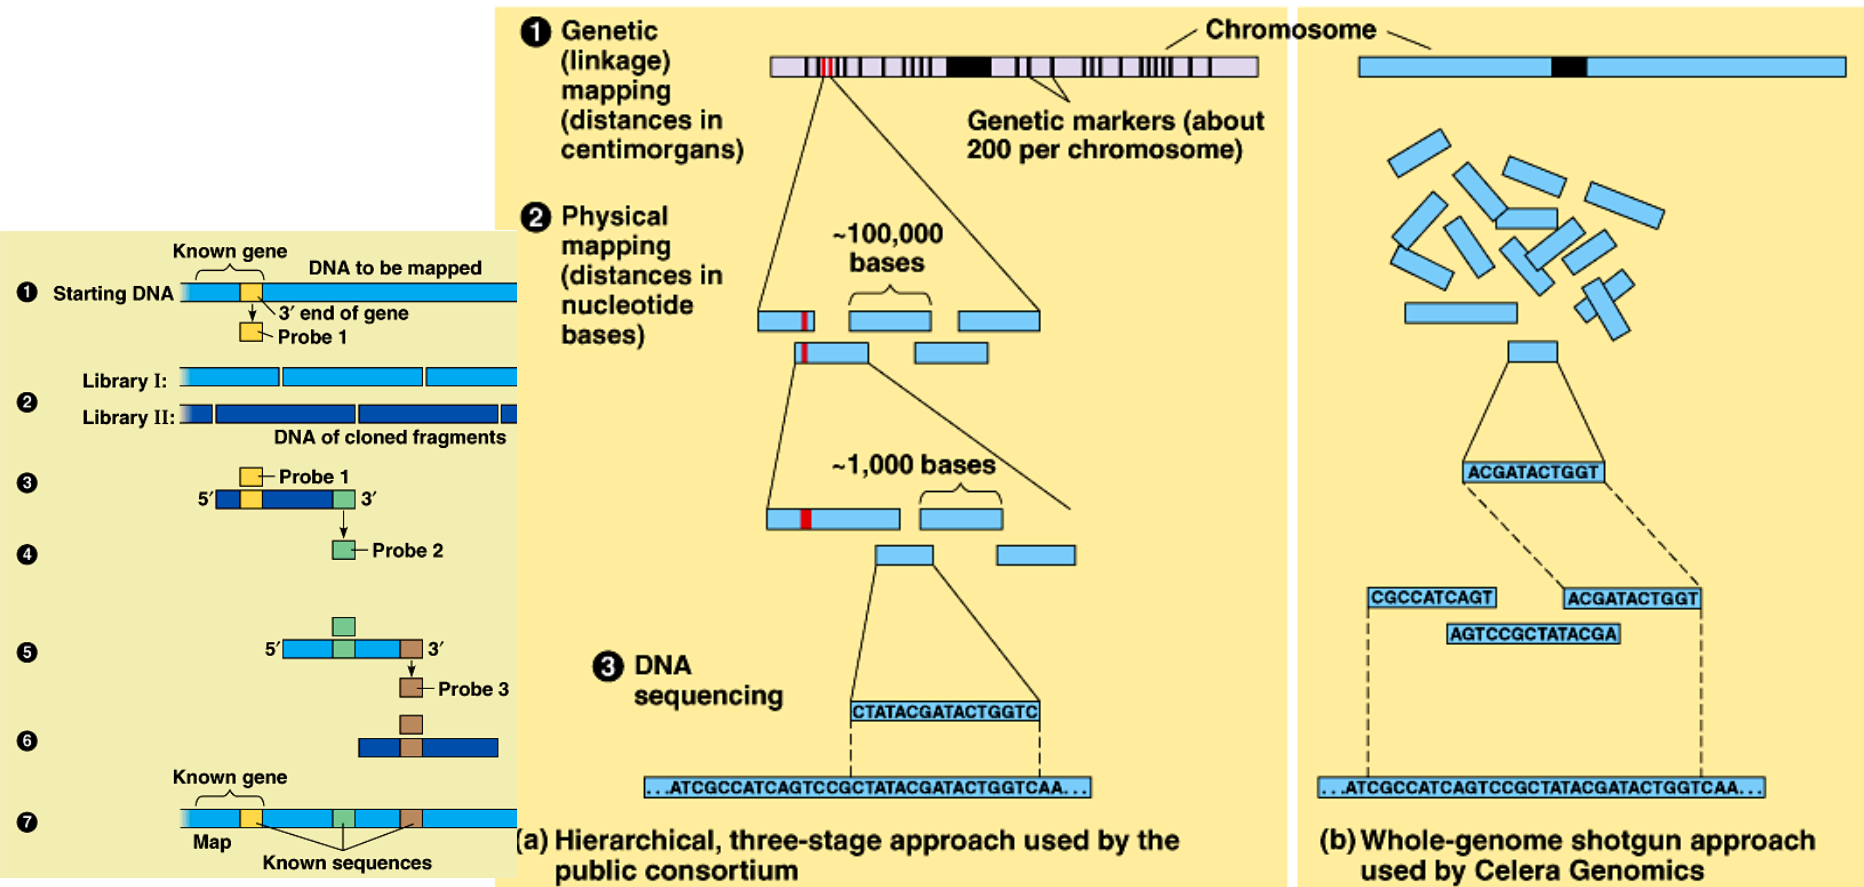 Known gene
DNA to be mapped
1 Starting DNA
3′ end of gene
Probe 1
Library I:
2
Library II:
DNA of cloned fragments
3
Probe 1
5′ 3′
4
Probe 2
5
5′ 3′
Probe 3
6
Known gene
7
Map
Known sequences
1 Genetic
(linkage)
mapping
(distances in
centimorgans)
Chromosome
Genetic markers (about
200 per chromosome)
2 Physical
mapping
(distances in
nucleotide
bases)
~100,000
bases
~1,000 bases
3 DNA
sequencing
CTATACGATACTGGTC
...ATCGCCATCAGTCCGCTATACGATACTGGTCAA...
(a) Hierarchical, three-stage approach used by the
public consortium
ACGATACTGGT
CGCCATCAGT ACGATACTGGT
AGTCCGCTATACGA
...ATCGCCATCAGTCCGCTATACGATACTGGTCAA...
(b) Whole-genome shotgun approach
used by Celera Genomics